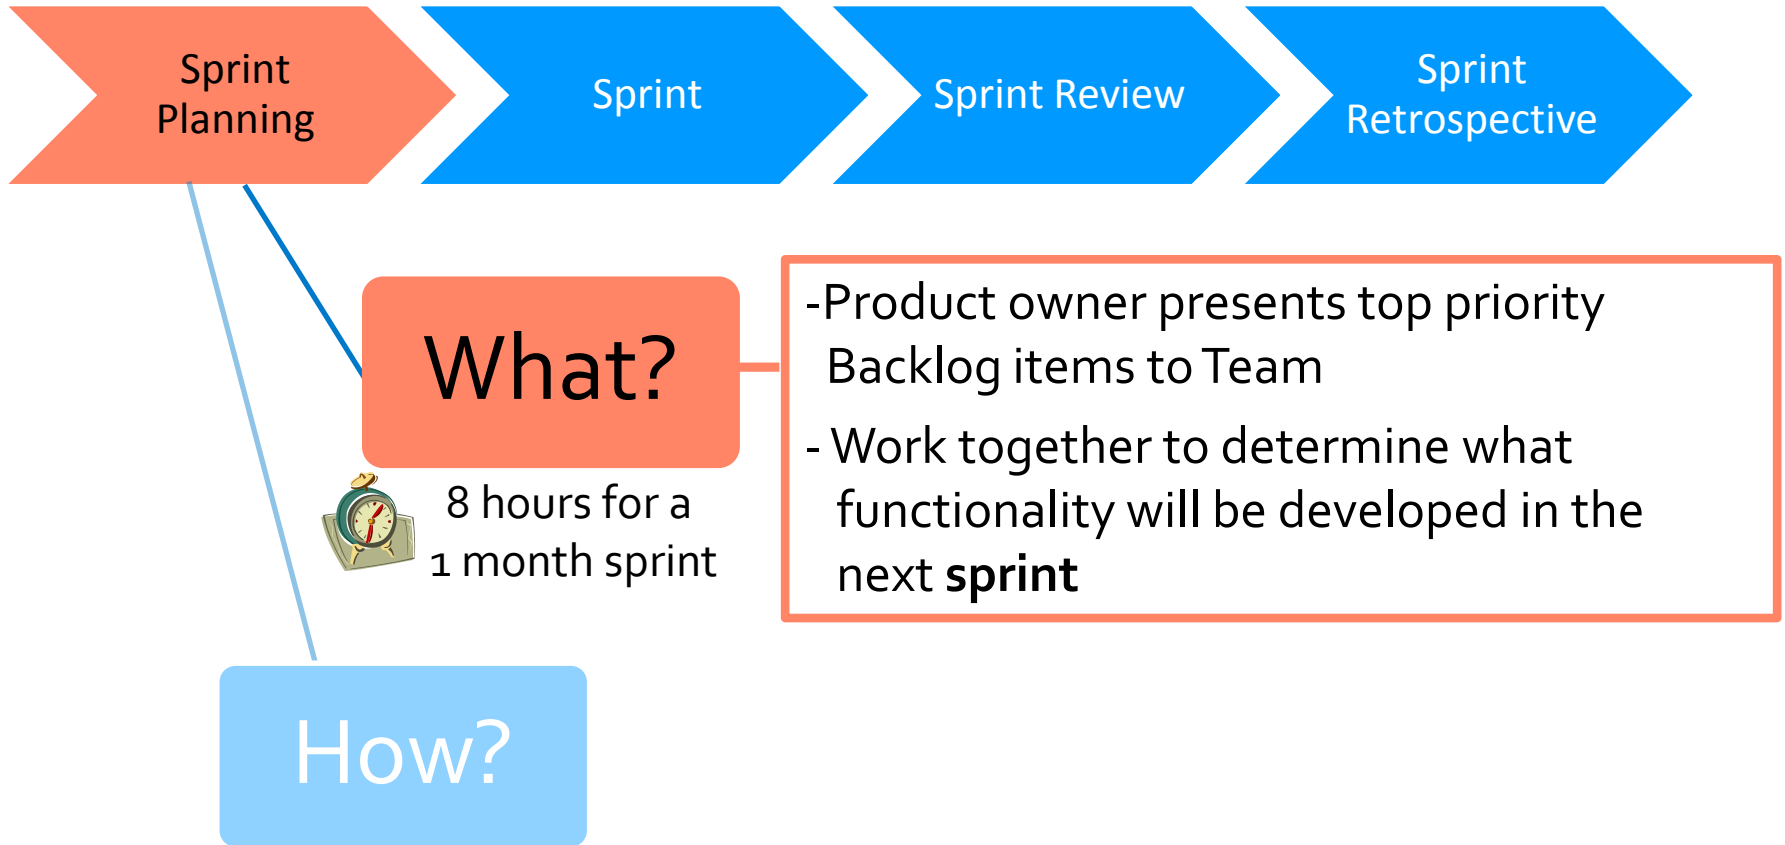 Sprint
Planning
Sprint
Sprint Review
Sprint
Retrospective
What?
-Product owner presents top priority
Backlog items to Team
- Work together to determine what
functionality will be developed in the
next sprint
8 hours for a
1 month sprint
How?